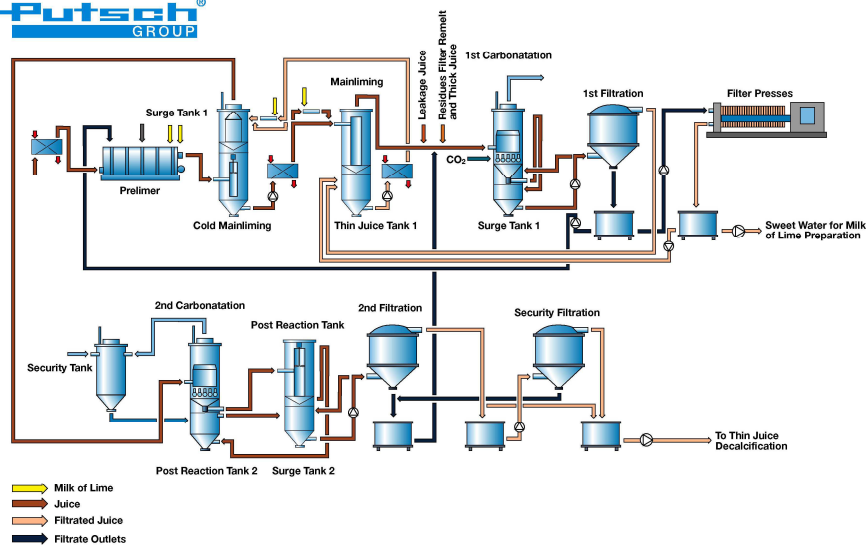 Putsch®
GROUP
1st Carbonatation
Leakage Juice
Residues Filter Remelt
and Thick Juice
Mainliming
1st Filtration
Filter Presses
Surge Tank 1
CO2
Prelimer
Cold Mainliming
Thin Juice Tank 1
Surge Tank 1
Sweet Water for Milk
of Lime Preparation
2nd Carbonatation
2nd Filtration
Security Filtration
Post Reaction Tank
Security Tank
To Thin Juice
Decalcification
Post Reaction Tank 2
Surge Tank 2
Milk of Lime
Juice
Filtrated Juice
Filtrate Outlets